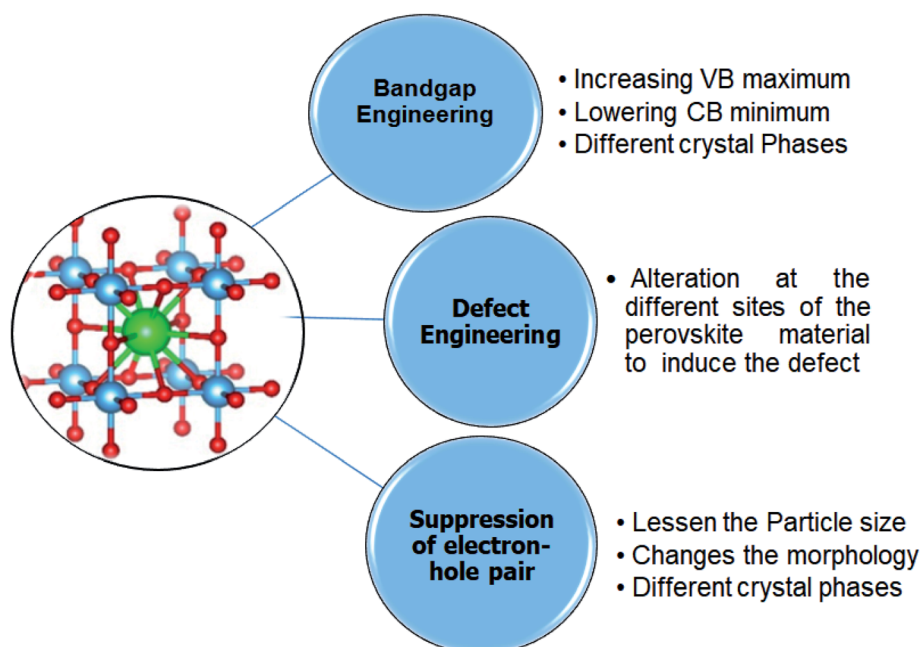 Bandgap
Engineering
• Increasing VB maximum
• Lowering CB minimum
• Different crystal Phases
Defect
Engineering
• Alteration at the
different sites of the
perovskite material
to induce the defect
Suppression
of electron-
hole pair
• Lessen the Particle size
• Changes the morphology
• Different crystal phases